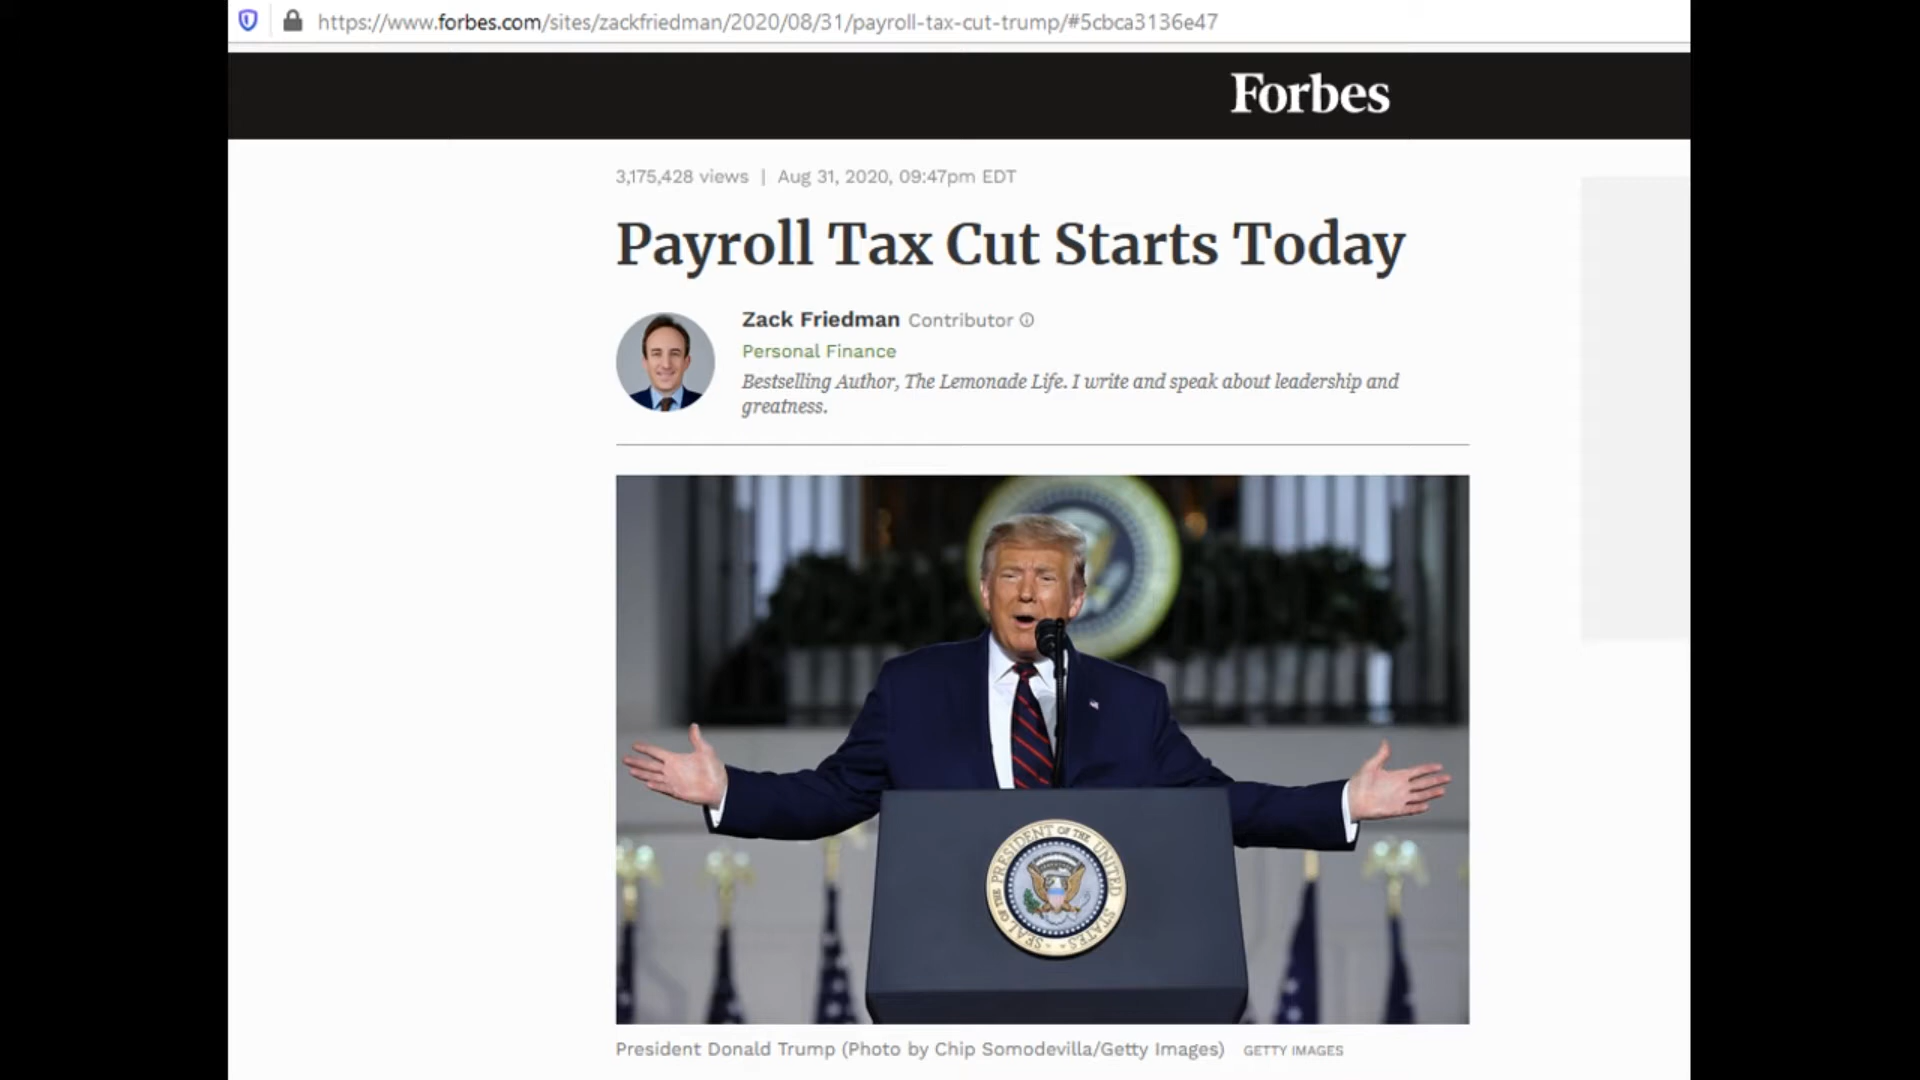 https://www.forbes.com/sites/zackfriedman/2020/08/31/payroll-tax-cut-trump/#5cbca3136e47
Forbes
3,175,428 views | Aug 31, 2020, 09:47pm EDT
Payroll Tax Cut Starts Today
Zack Friedman Contributor
Personal Finance
Bestselling Author, The Lemonade Life. I write and speak about leadership and
greatness.
SEAL OF THE PRESIDENT OF THE UNITED STATES
President Donald Trump (Photo by Chip Somodevilla/Getty Images) GETTY IMAGES